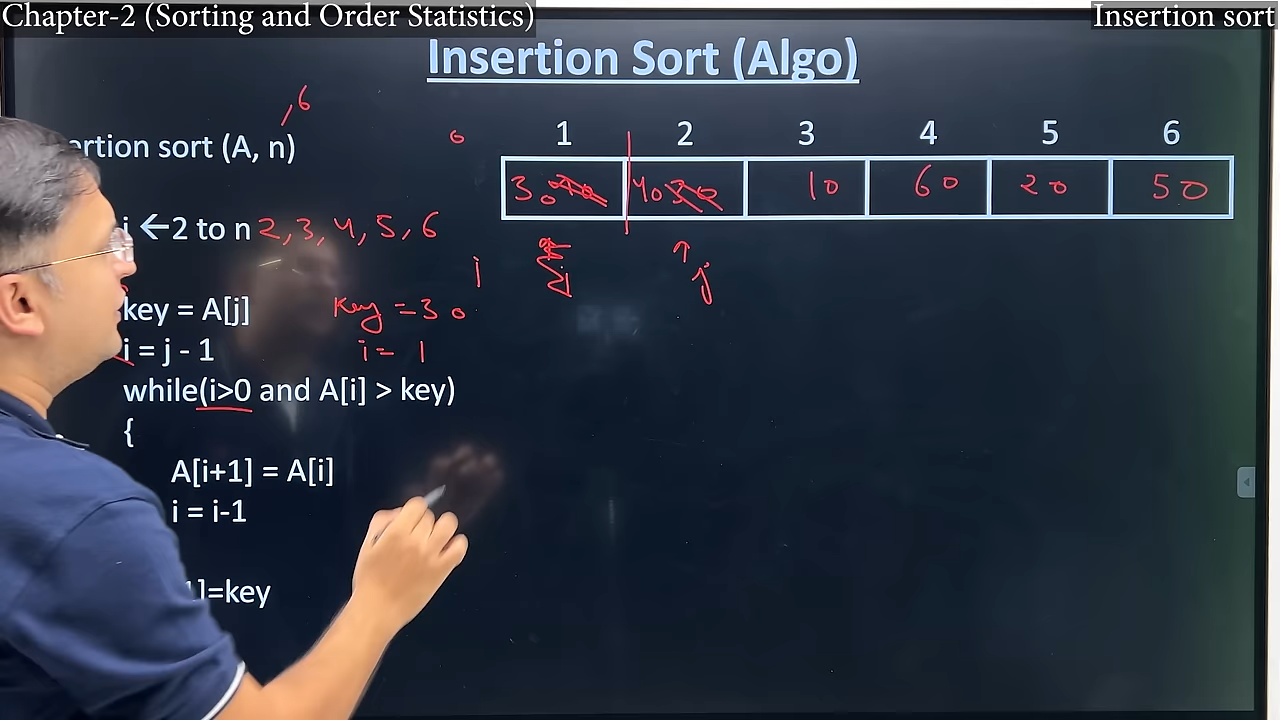 Chapter-2 (Sorting and Order Statistics)
Insertion sort
Insertion Sort (Algo)
,6
ertion sort (A, n)
0 1 2 3 4 5 6
30 40 10 60 20 50
j ←2 to n 2, 3, 4, 5, 6
i j
key = A[j] Key = 30
i = j - 1 i = 1
while(i>0 and A[i] > key)
{
A[i+1] = A[i]
i = i-1
]=key